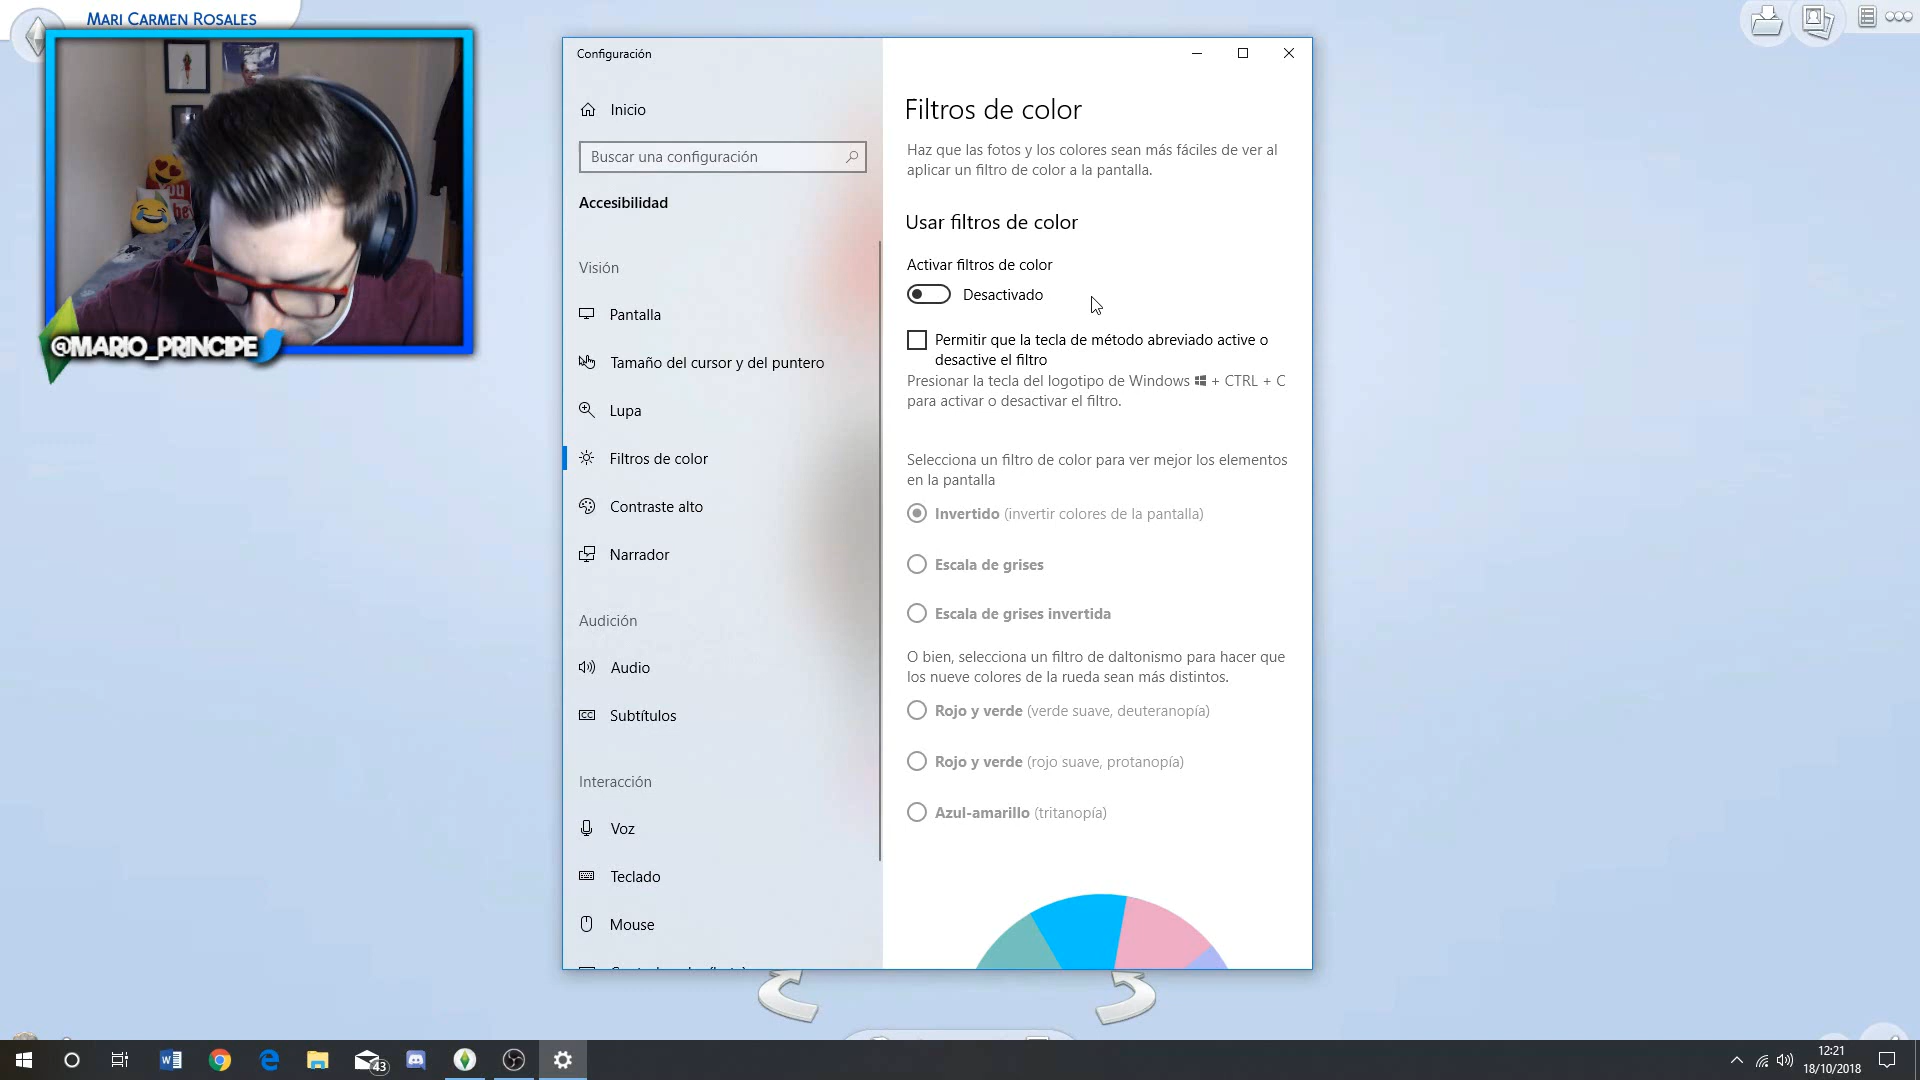 MARI CARMEN ROSALES
@MARIO_PRINCIPE
Configuración
Inicio
Buscar una configuración
Accesibilidad
Visión
Pantalla
Tamaño del cursor y del puntero
Lupa
Filtros de color
Contraste alto
Narrador
Audición
Audio
Subtítulos
Interacción
Voz
Teclado
Mouse
Filtros de color
Haz que las fotos y los colores sean más fáciles de ver al
aplicar un filtro de color a la pantalla.
Usar filtros de color
Activar filtros de color
Desactivado
Permitir que la tecla de método abreviado active o
desactive el filtro
Presionar la tecla del logotipo de Windows + CTRL + C
para activar o desactivar el filtro.
Selecciona un filtro de color para ver mejor los elementos
en la pantalla
Invertido (invertir colores de la pantalla)
Escala de grises
Escala de grises invertida
O bien, selecciona un filtro de daltonismo para hacer que
los nueve colores de la rueda sean más distintos.
Rojo y verde (verde suave, deuteranopía)
Rojo y verde (rojo suave, protanopía)
Azul-amarillo (tritanopía)
43
12:21
18/10/2018